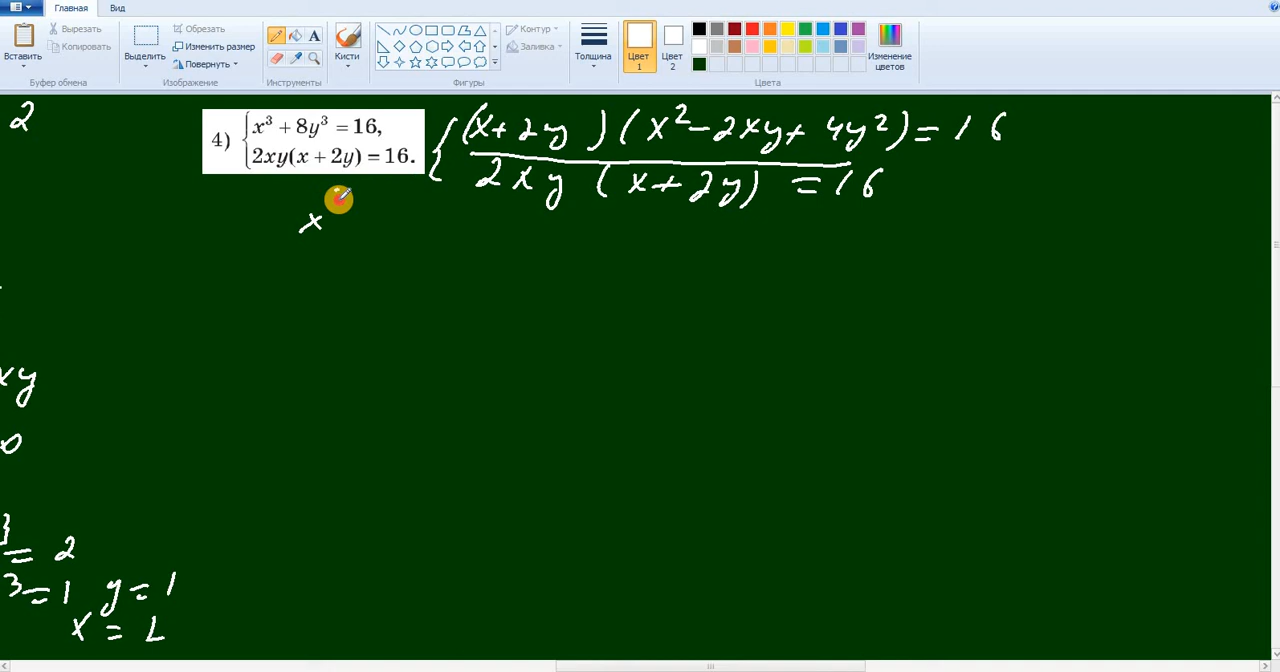 Главная Вид
Вставить
Вырезать
Копировать
Буфер обмена
Выделить
Обрезать
Изменить размер
Повернуть
Изображение
A
Инструменты
Кисти
Фигуры
Контур
Заливка
Толщина
Цвет 1
Цвет 2
Изменение цветов
Цвета
2
4) { x³ + 8y³ = 16,
2xy(x + 2y) = 16.
{ (x+2y)(x²-2xy+4y²)=16
2xy (x+2y) =16
x
xy
0
= 2
3=1 y=1
x=